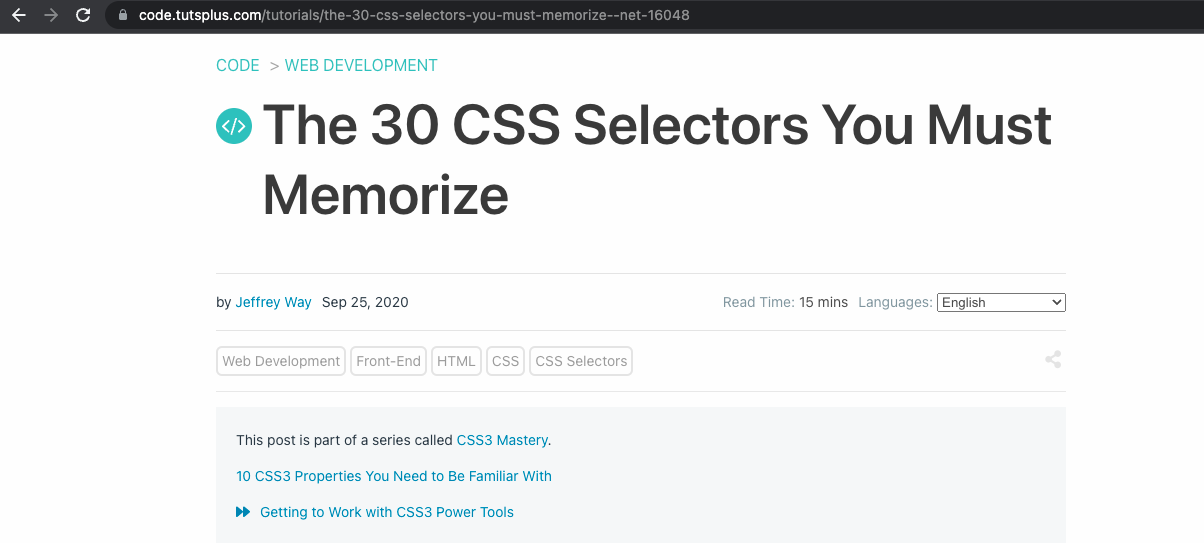 code.tutsplus.com/tutorials/the-30-css-selectors-you-must-memorize--net-16048
CODE > WEB DEVELOPMENT
</> The 30 CSS Selectors You Must
Memorize
by Jeffrey Way Sep 25, 2020 Read Time: 15 mins Languages: English
Web Development Front-End HTML CSS CSS Selectors
This post is part of a series called CSS3 Mastery.
10 CSS3 Properties You Need to Be Familiar With
Getting to Work with CSS3 Power Tools